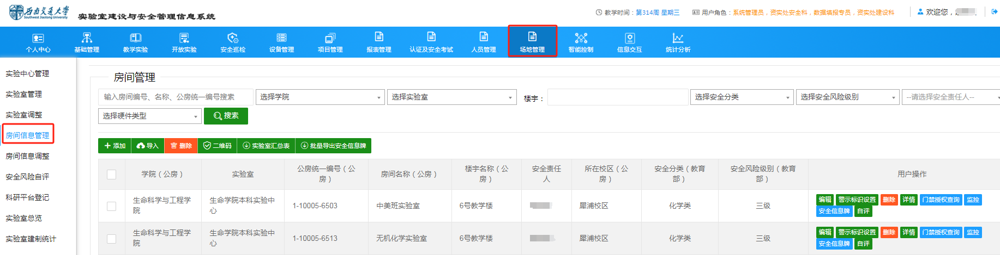 西南交通大学
Southwest Jiaotong University
实验室建设与安全管理信息系统
教学时间：第314周 星期三
用户角色：系统管理员，资实处安全科，数据填报专员，资实处建设科
欢迎您，
个人中心
基础管理
教学实验
开放实验
安全巡检
设备管理
项目管理
报表管理
认证及安全考试
人员管理
场地管理
智能控制
信息交互
统计分析
实验中心管理
实验室管理
实验室调整
房间信息管理
房间信息调整
安全风险自评
科研平台登记
实验室总览
实验室建制统计
房间管理
输入房间编号、名称、公房统一编号搜索
选择学院
选择实验室
楼宇：
选择安全分类
选择安全风险级别
--请选择安全责任人--
选择硬件类型
搜索
添加
导入
删除
二维码
实验室汇总表
批量导出安全信息牌
学院（公房）
实验室
公房统一编号（公
房）
房间名称（公房）
楼宇名称（公
房）
安全责任
人
所在校区（公
房）
安全分类（教育
部）
安全风险级别（教育
部）
用户操作
生命科学与工程学
院
生命学院本科实验中
心
1-10005-6503
中美班实验室
6号教学楼
犀浦校区
化学类
三级
编辑 警示标识设置 删除 详情 门禁授权查询 监控
安全信息牌 自评
生命科学与工程学
院
生命学院本科实验中
心
1-10005-6513
无机化学实验室
6号教学楼
犀浦校区
化学类
三级
编辑 警示标识设置 删除 详情 门禁授权查询 监控
安全信息牌 自评